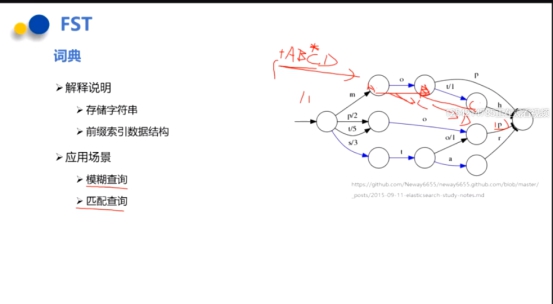 FST
词典
➢解释说明
➢存储字符串
➢前缀索引数据结构
➢应用场景
➢模糊查询
➢匹配查询
+ABCD
*
o
p
m
A
B
t/1
C
h
p/2
t/5
o
D
p
s/3
o/1
r
t
a
https://github.com/Neway6655/neway6655.github.com/blob/master/
_posts/2015-09-11-elasticsearch-study-notes.md